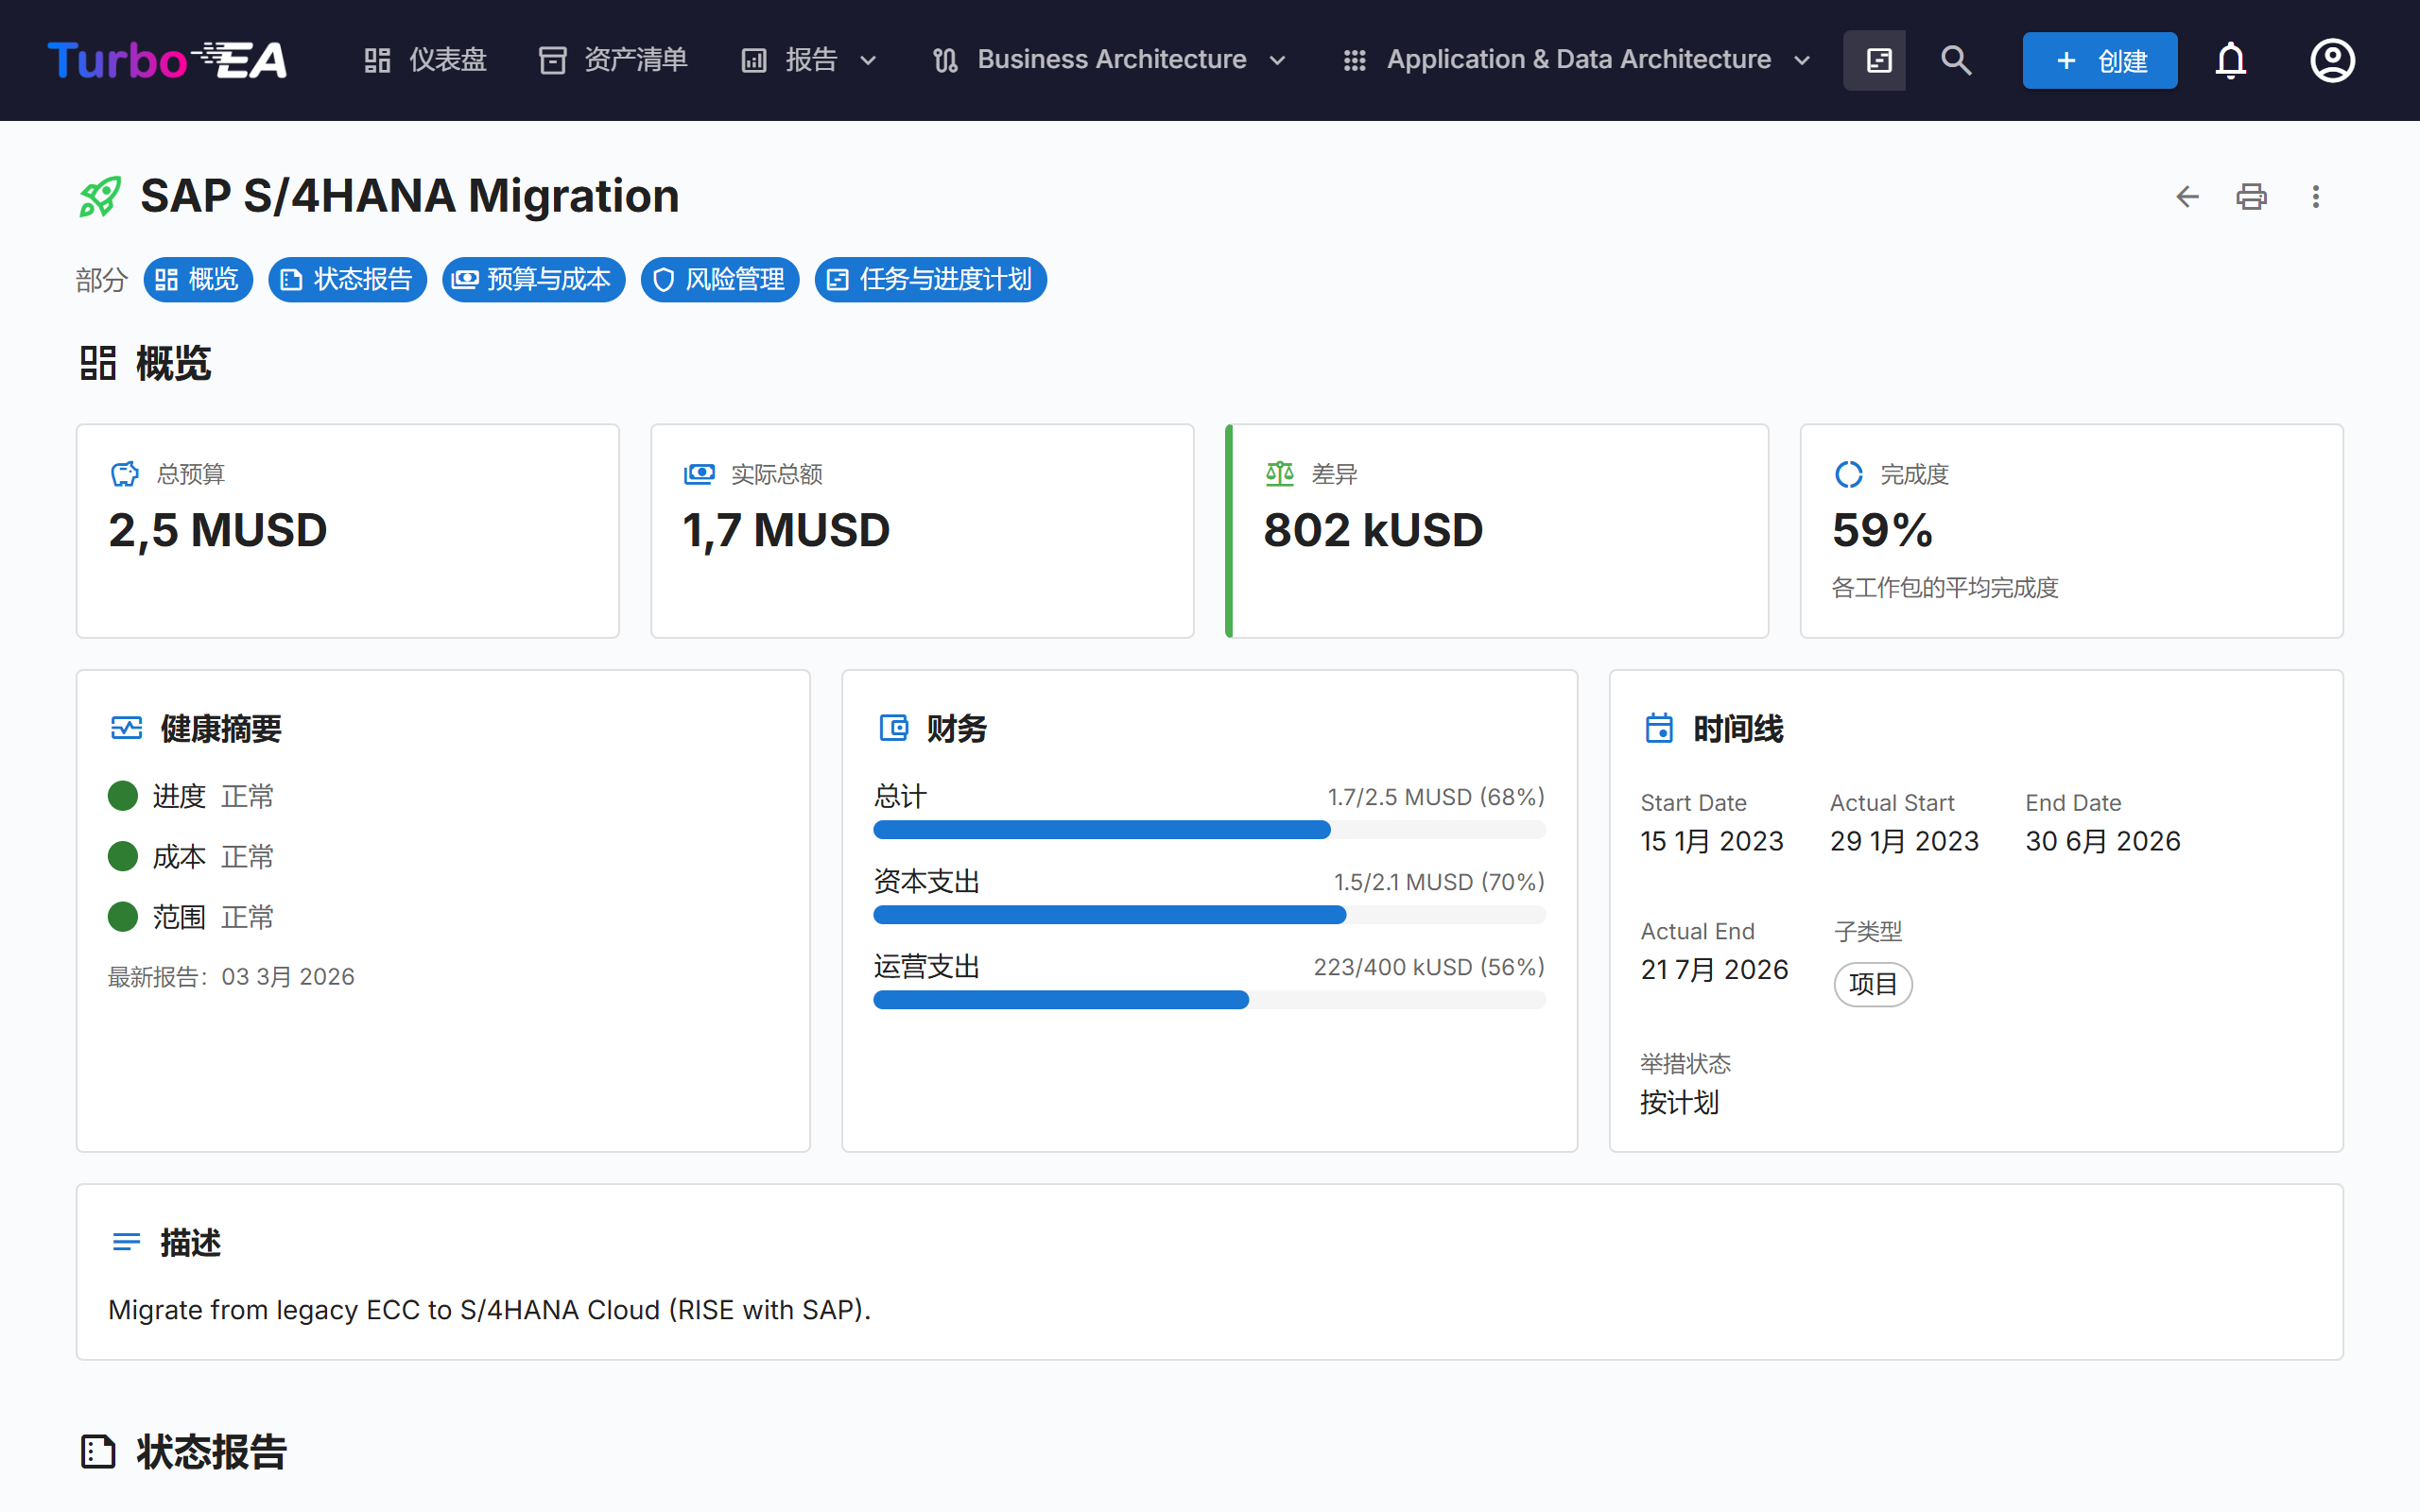 Turbo EA 仪表盘 资产清单 报告 Business Architecture Application & Data Architecture + 创建
SAP S/4HANA Migration
部分 概览 状态报告 预算与成本 风险管理 任务与进度计划
概览
总预算
2,5 MUSD
实际总额
1,7 MUSD
差异
802 kUSD
完成度
59%
各工作包的平均完成度
健康摘要
进度 正常
成本 正常
范围 正常
最新报告：03 3月 2026
财务
总计 1.7/2.5 MUSD (68%)
资本支出 1.5/2.1 MUSD (70%)
运营支出 223/400 kUSD (56%)
时间线
Start Date Actual Start End Date
15 1月 2023 29 1月 2023 30 6月 2026
Actual End 子类型
21 7月 2026 项目
举措状态
按计划
描述
Migrate from legacy ECC to S/4HANA Cloud (RISE with SAP).
状态报告